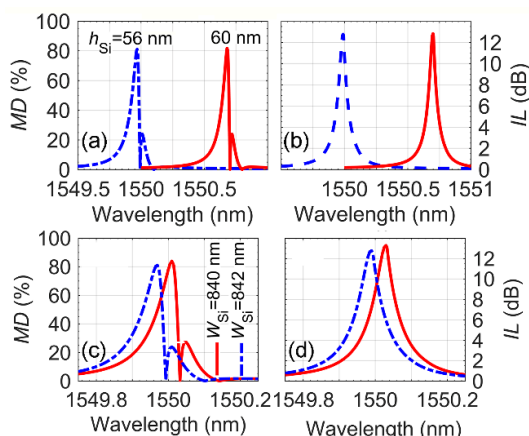 100
80
60
40
20
0
MD (%)
h_Si=56 nm
60 nm
(a)
1549.5
1550
1550.5
Wavelength (nm)
(b)
12
10
8
6
4
2
0
IL (dB)
1550
1550.5
1551
Wavelength (nm)
100
80
60
40
20
0
MD (%)
(c)
W_Si=840 nm
W_Si=842 nm
1549.8
1550
1550.2
Wavelength (nm)
(d)
12
10
8
6
4
2
0
IL (dB)
1549.8
1550
1550.2
Wavelength (nm)